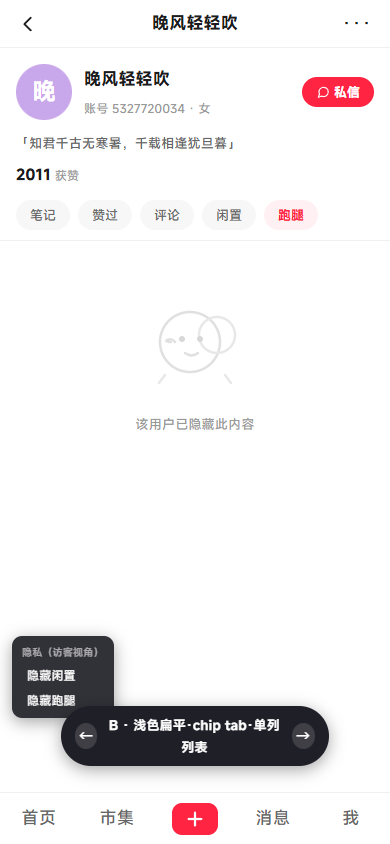 晚风轻轻吹
晚
晚风轻轻吹
账号 5327720034 · 女
私信
「知君千古无寒暑，千载相逢犹旦暮」
2011 获赞
笔记 赞过 评论 闲置 跑腿
该用户已隐藏此内容
隐私（访客视角）
隐藏闲置
隐藏跑腿
← B · 浅色扁平·chip tab·单列 →
列表
首页 市集 + 消息 我